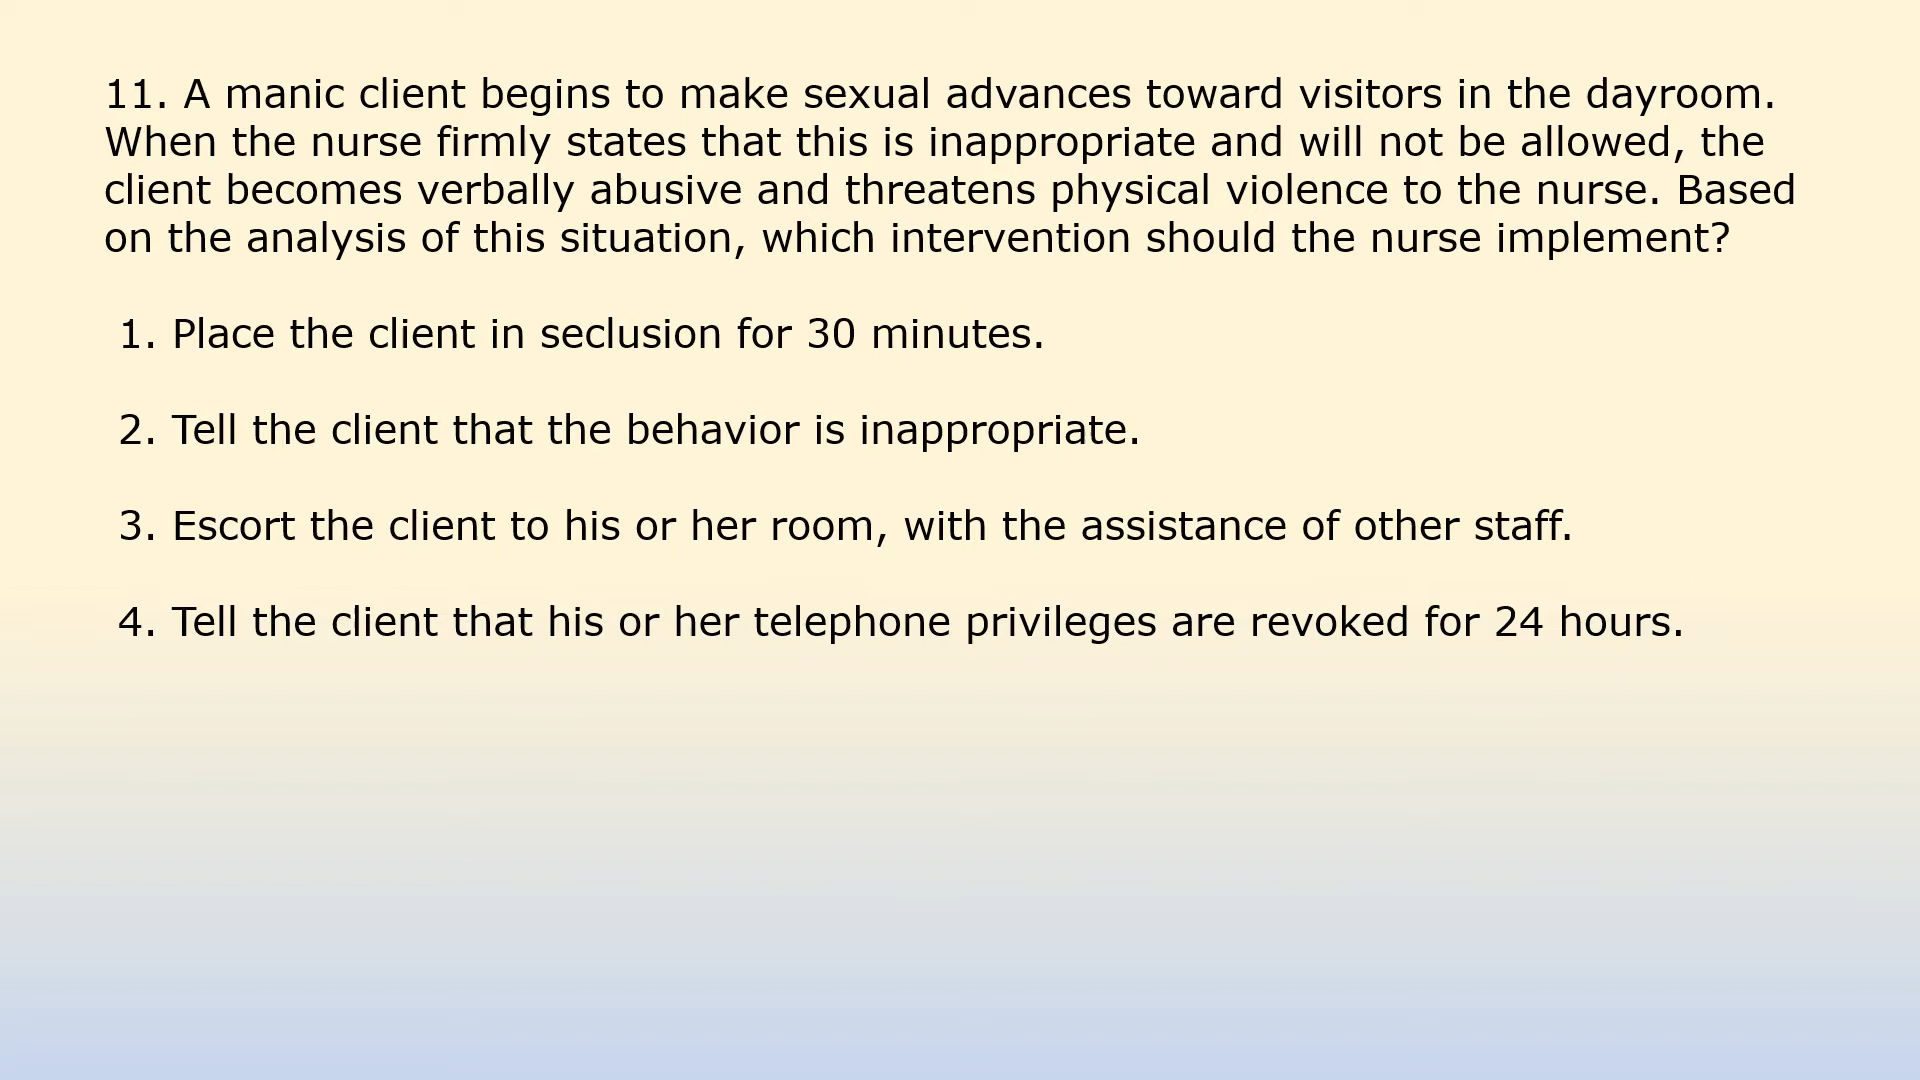 11. A manic client begins to make sexual advances toward visitors in the dayroom.
When the nurse firmly states that this is inappropriate and will not be allowed, the
client becomes verbally abusive and threatens physical violence to the nurse. Based
on the analysis of this situation, which intervention should the nurse implement?
1. Place the client in seclusion for 30 minutes.
2. Tell the client that the behavior is inappropriate.
3. Escort the client to his or her room, with the assistance of other staff.
4. Tell the client that his or her telephone privileges are revoked for 24 hours.